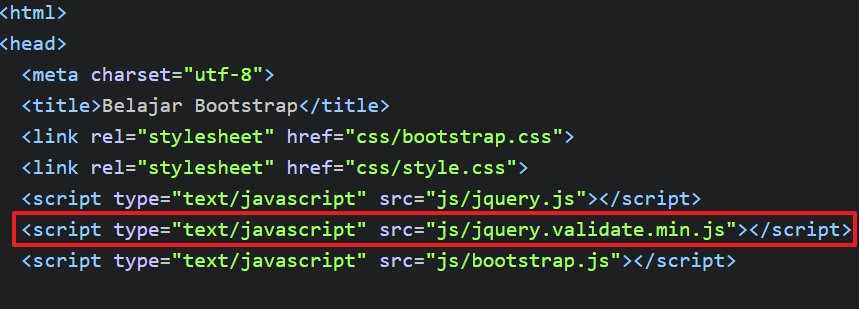 <html>
<head>
<meta charset="utf-8">
<title>Belajar Bootstrap</title>
<link rel="stylesheet" href="css/bootstrap.css">
<link rel="stylesheet" href="css/style.css">
<script type="text/javascript" src="js/jquery.js"></script>
<script type="text/javascript" src="js/jquery.validate.min.js"></script>
<script type="text/javascript" src="js/bootstrap.js"></script>